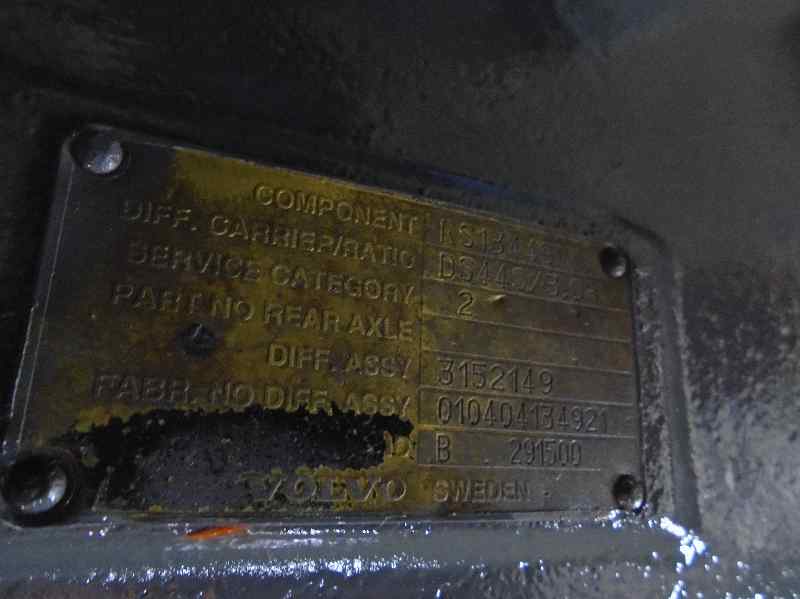 COMPONENT
DIFF. CARRIER/RATIO
SERVICE CATEGORY 2
PART NO REAR AXLE
DIFF. ASSY 3152149
FABR. NO DIFF. ASSY 010404134921
B 291500
VOLVO SWEDEN